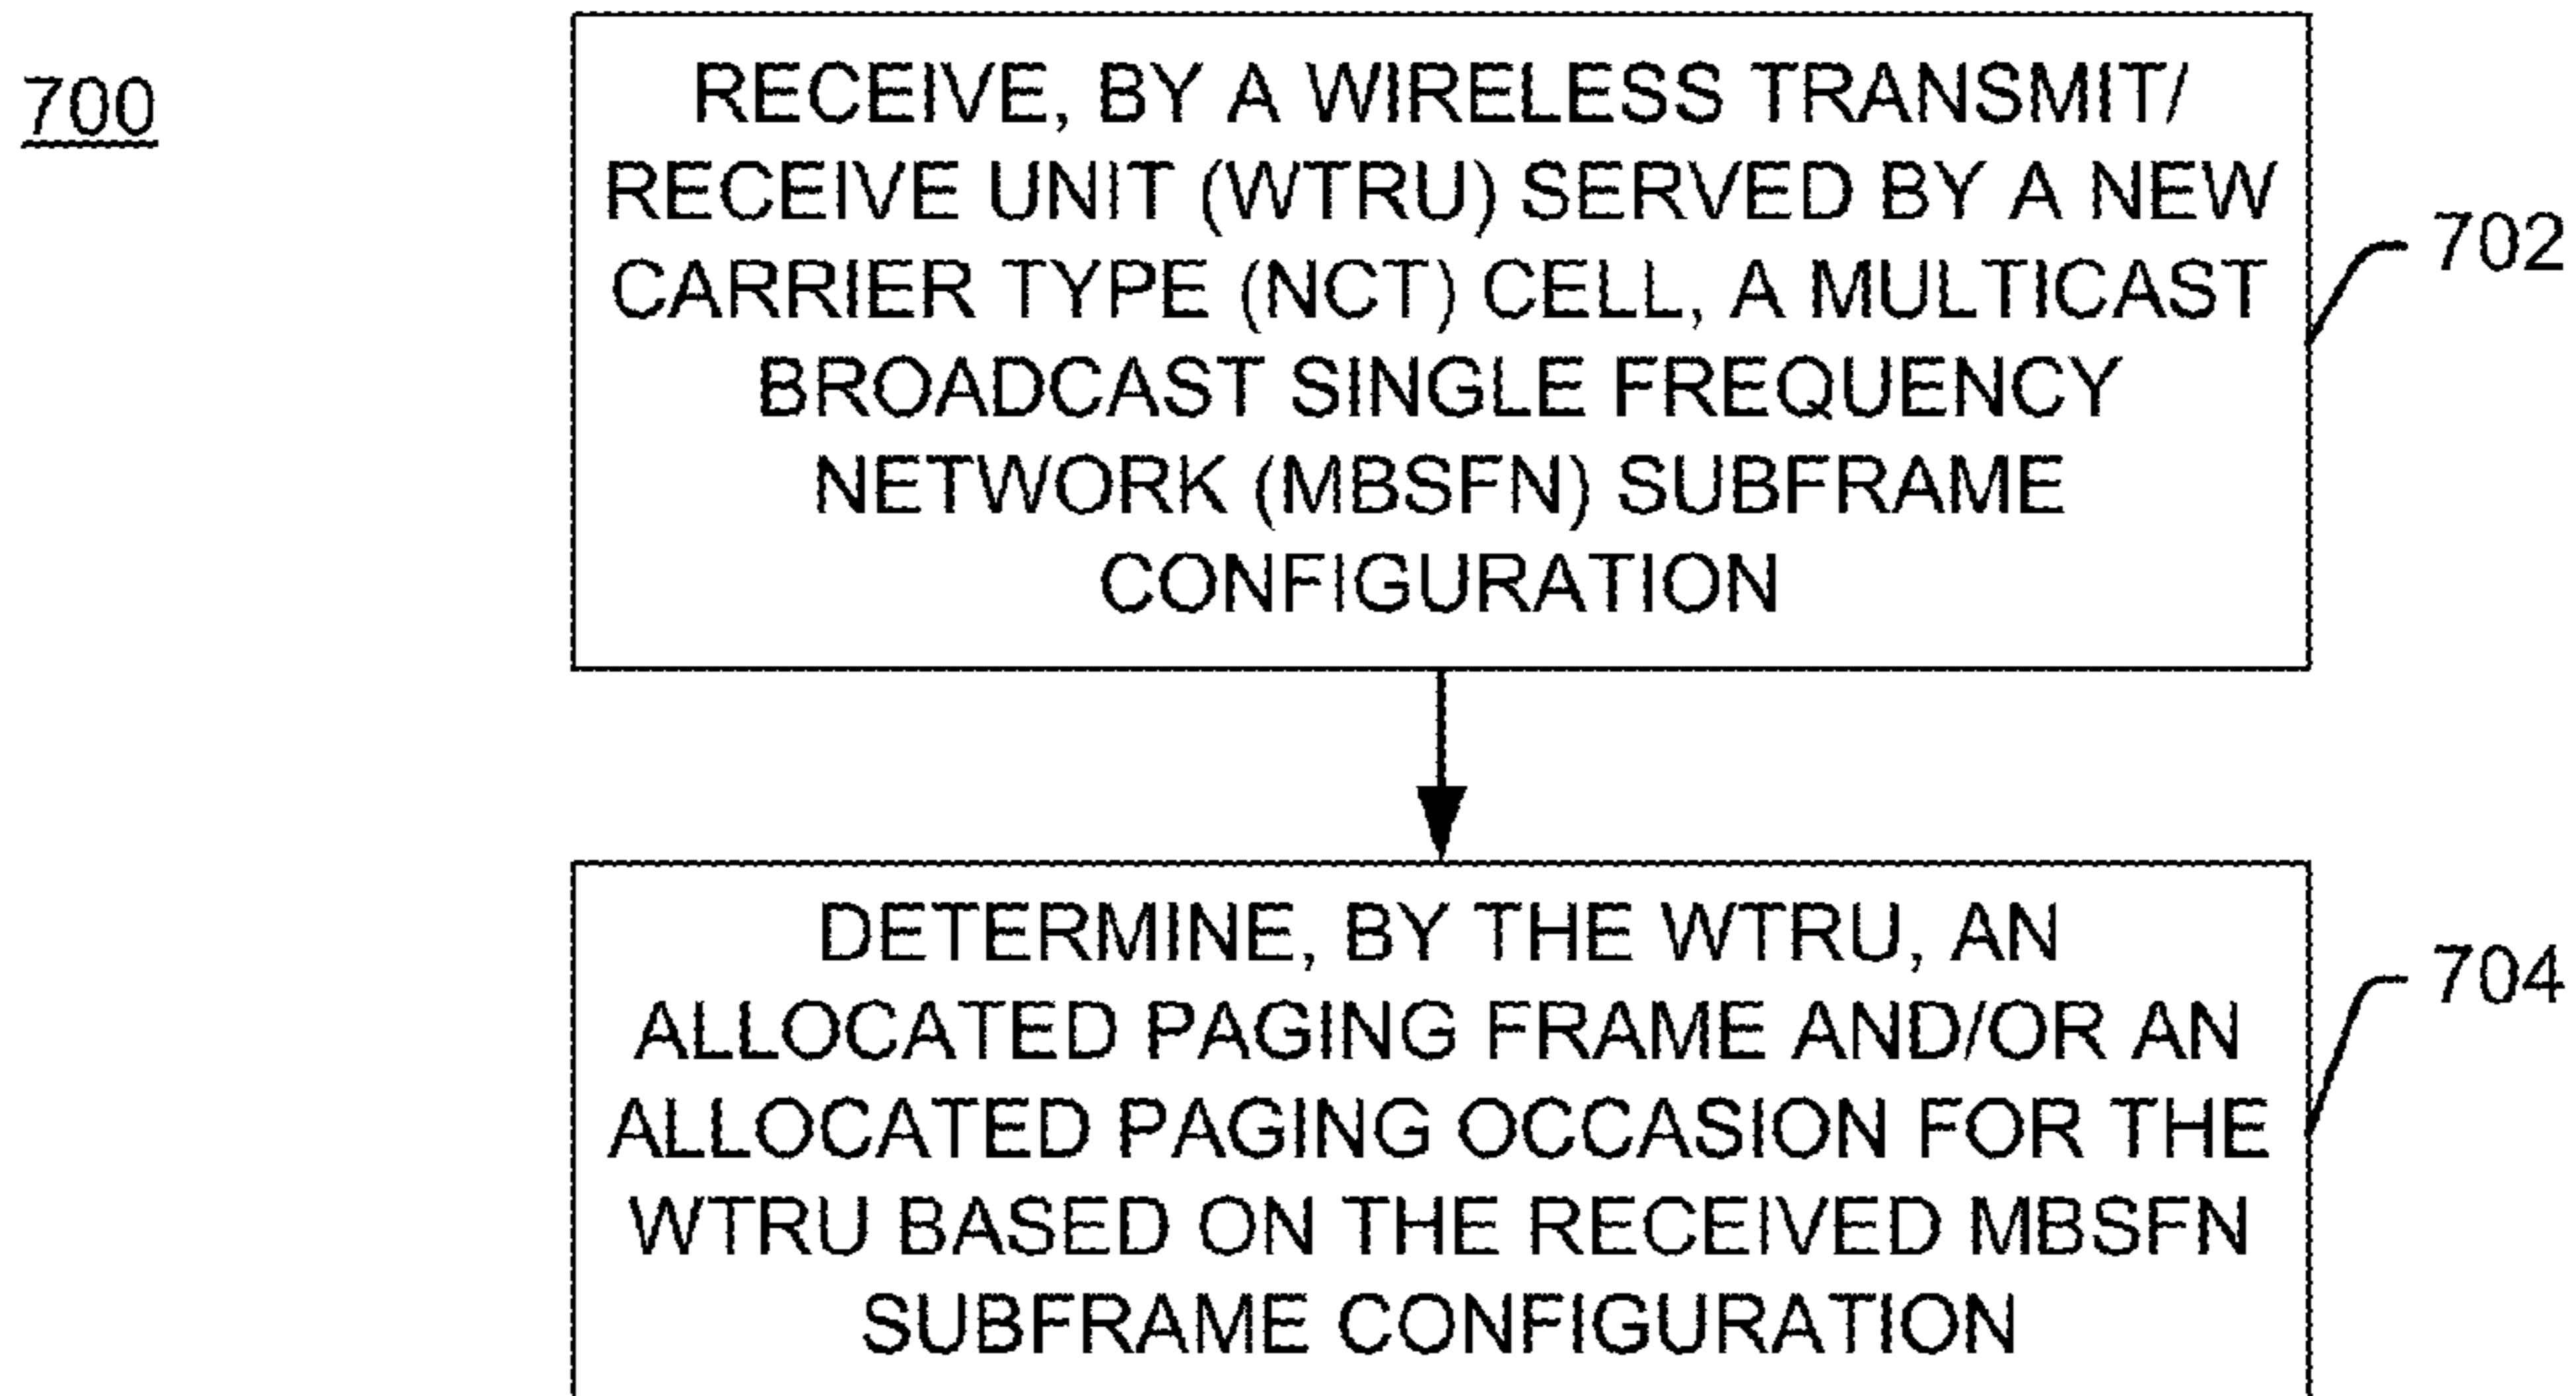 700
RECEIVE, BY A WIRELESS TRANSMIT/
RECEIVE UNIT (WTRU) SERVED BY A NEW
CARRIER TYPE (NCT) CELL, A MULTICAST
BROADCAST SINGLE FREQUENCY
NETWORK (MBSFN) SUBFRAME
CONFIGURATION
702
DETERMINE, BY THE WTRU, AN
ALLOCATED PAGING FRAME AND/OR AN
ALLOCATED PAGING OCCASION FOR THE
WTRU BASED ON THE RECEIVED MBSFN
SUBFRAME CONFIGURATION
704